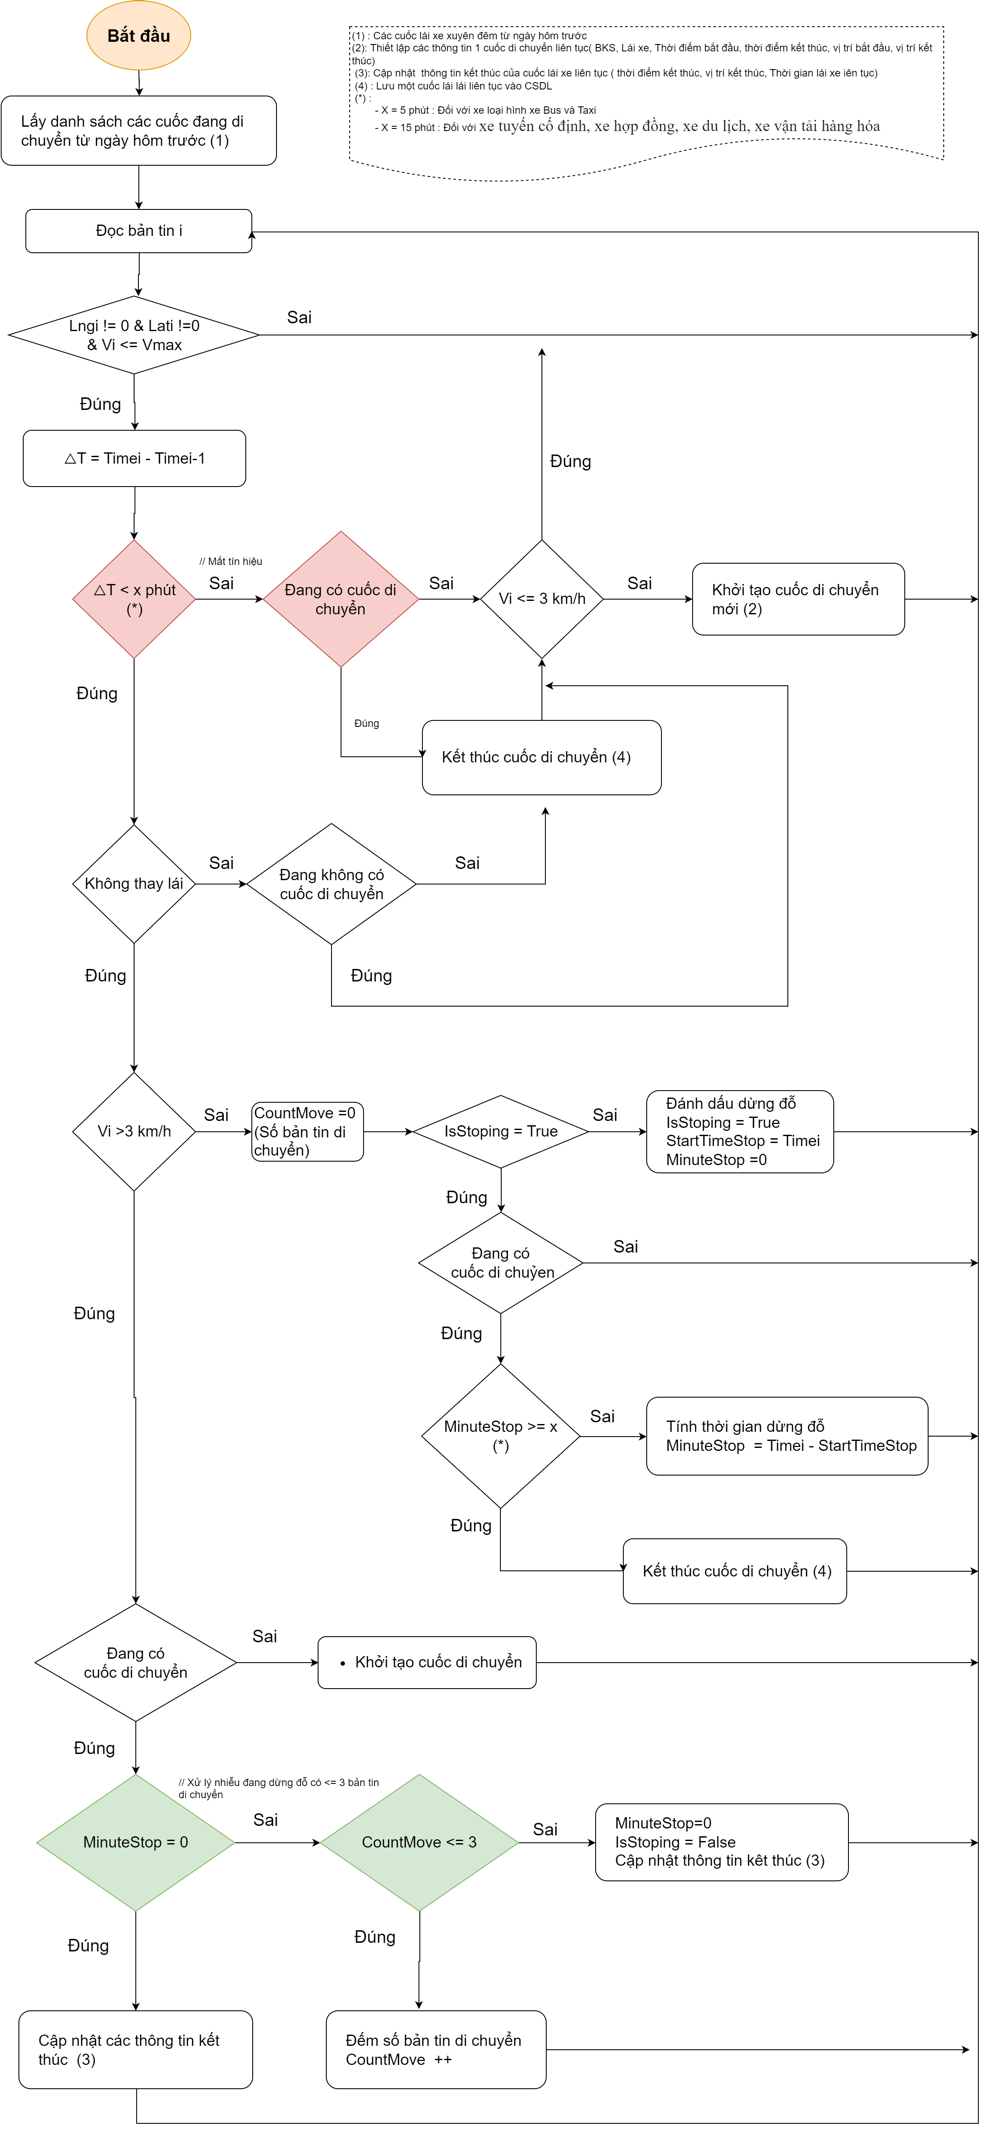 Bắt đầu
(1) : Các cuốc lái xe xuyên đêm từ ngày hôm trước
(2): Thiết lập các thông tin 1 cuốc di chuyển liên tục( BKS, Lái xe, Thời điểm bắt đầu, thời điểm kết thúc, vị trí bắt đầu, vị trí kết
thúc)
(3): Cập nhật thông tin kết thúc của cuốc lái xe liên tục ( thời điểm kết thúc, vị trí kết thúc, Thời gian lái xe iên tục)
(4) : Lưu một cuốc lái lái liên tục vào CSDL
(*) :
- X = 5 phút : Đối với xe loại hình xe Bus và Taxi
- X = 15 phút : Đối với xe tuyến cố định, xe hợp đồng, xe du lịch, xe vận tải hàng hóa
Lấy danh sách các cuốc đang di
chuyển từ ngày hôm trước (1)
Đọc bản tin i
Lngi != 0 & Lati !=0
& Vi <= Vmax
Sai
Đúng
△T = Timei - Timei-1
Đúng
△T < x phút
(*)
// Mất tín hiệu
Sai
Đang có cuốc di
chuyển
Sai
Vi <= 3 km/h
Sai
Khởi tạo cuốc di chuyển
mới (2)
Đúng
Đúng
Kết thúc cuốc di chuyển (4)
Không thay lái
Sai
Đang không có
cuốc di chuyển
Sai
Đúng
Đúng
Vi >3 km/h
Sai
CountMove =0
(Số bản tin di
chuyển)
IsStoping = True
Sai
Đánh dấu dừng đỗ
IsStoping = True
StartTimeStop = Timei
MinuteStop =0
Đúng
Đang có
cuốc di chuỷen
Sai
Đúng
Đúng
MinuteStop >= x
(*)
Sai
Tính thời gian dừng đỗ
MinuteStop = Timei - StartTimeStop
Đúng
Kết thúc cuốc di chuyển (4)
Đang có
cuốc di chuyển
Sai
• Khởi tạo cuốc di chuyển
Đúng
// Xử lý nhiễu đang dừng đỗ có <= 3 bản tin
di chuyển
MinuteStop = 0
Sai
CountMove <= 3
Sai
MinuteStop=0
IsStoping = False
Cập nhật thông tin kêt thúc (3)
Đúng
Đúng
Cập nhật các thông tin kết
thúc (3)
Đếm số bản tin di chuyển
CountMove ++